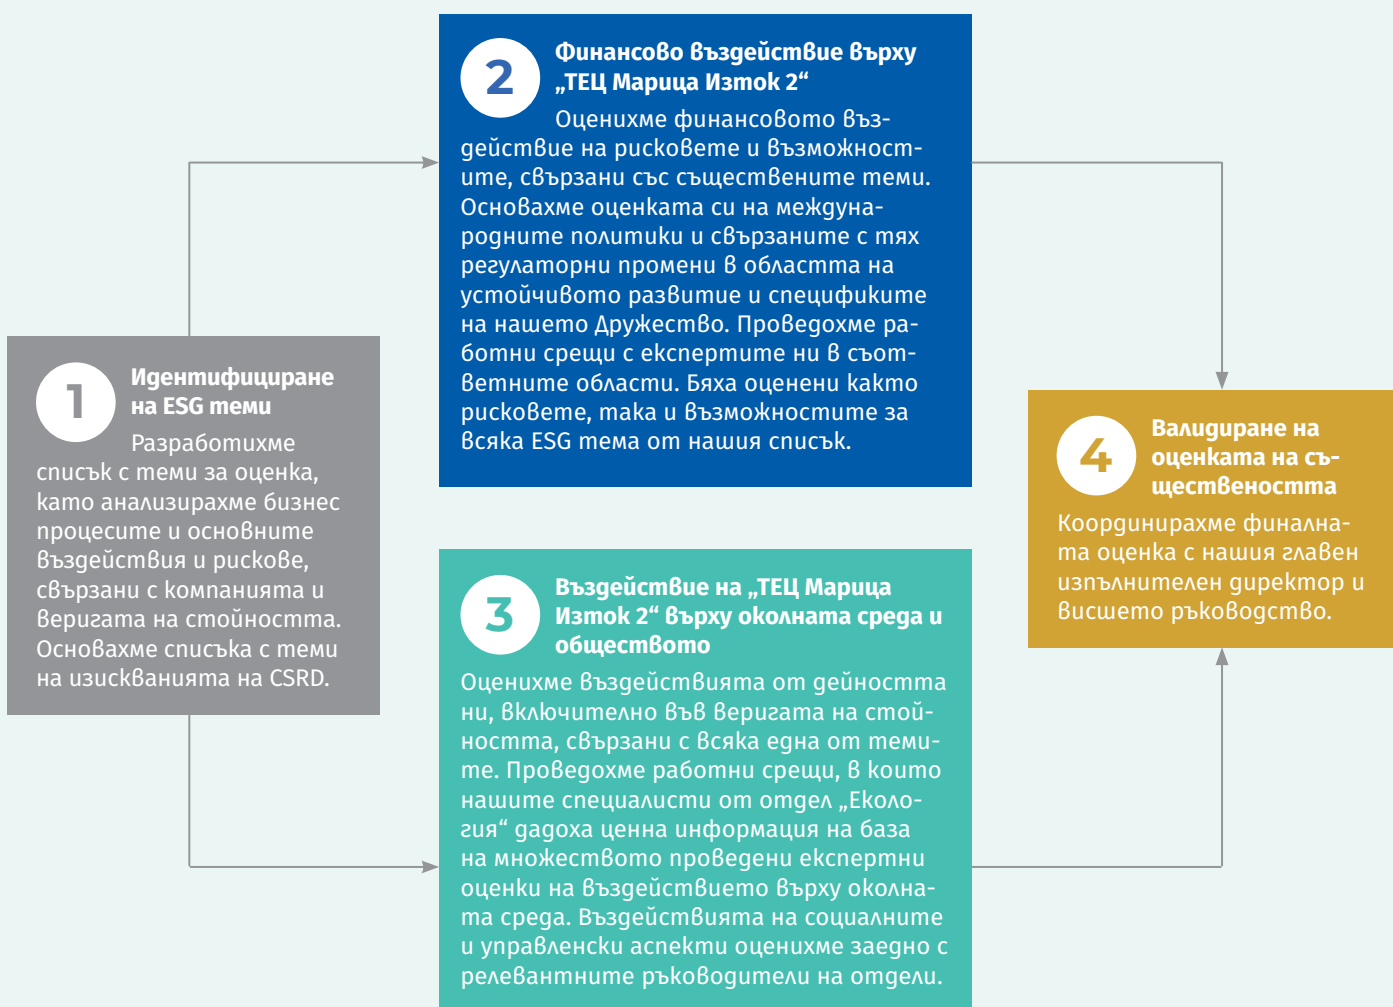 1
Идентифициране
на ESG теми
Разработихме
списък с теми за оценка,
като анализирахме бизнес
процесите и основните
въздействия и рискове,
свързани с компанията и
веригата на стойността.
Основахме списъка с теми
на изискванията на CSRD.
2
Финансово въздействие върху
„ТЕЦ Марица Изток 2“
Оценихме финансовото въз-
действие на рисковете и възможност-
ите, свързани със съществените теми.
Основахме оценката си на междуна-
родните политики и свързаните с тях
регулаторни промени в областта на
устойчивото развитие и спецификите
на нашето Дружество. Проведохме ра-
ботни срещи с експертите ни в съот-
ветните области. Бяха оценени както
рисковете, така и възможностите за
всяка ESG тема от нашия списък.
3
Въздействие на „ТЕЦ Марица
Изток 2“ върху околната среда и
обществото
Оценихме въздействията от дейността
ни, включително във веригата на стой-
ността, свързани с всяка една от теми-
те. Проведохме работни срещи, в които
нашите специалисти от отдел „Еколо-
гия“ дадоха ценна информация на база
на множеството проведени експертни
оценки на въздействието върху околна-
та среда. Въздействията на социалните
и управленски аспекти оценихме заедно с
релевантните ръководители на отдели.
4
Валидиране на
оценката на съ-
ществеността
Координирахме финална-
та оценка с нашия главен
изпълнителен директор и
висшето ръководство.